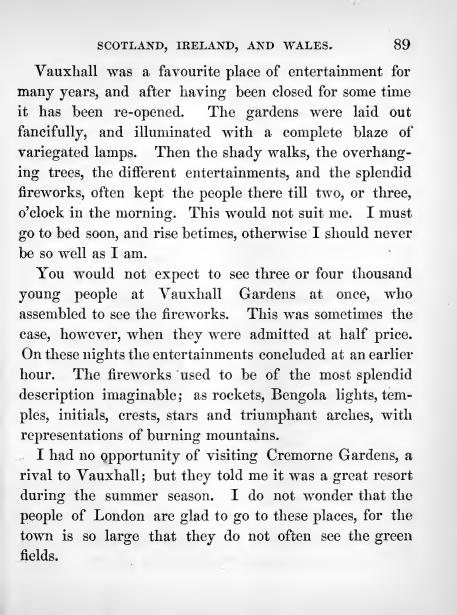 SCOTLAND, IRELAND, AND WALES. 89
Vauxhall was a favourite place of entertainment for
many years, and after having been closed for some time
it has been re-opened. The gardens were laid out
fancifully, and illuminated with a complete blaze of
variegated lamps. Then the shady walks, the overhang-
ing trees, the different entertainments, and the splendid
fireworks, often kept the people there till two, or three,
o'clock in the morning. This would not suit me. I must
go to bed soon, and rise betimes, otherwise I should never
be so well as I am.
You would not expect to see three or four thousand
young people at Vauxhall Gardens at once, who
assembled to see the fireworks. This was sometimes the
case, however, when they were admitted at half price.
On these nights the entertainments concluded at an earlier
hour. The fireworks used to be of the most splendid
description imaginable; as rockets, Bengola lights, tem-
ples, initials, crests, stars and triumphant arches, with
representations of burning mountains.
I had no opportunity of visiting Cremorne Gardens, a
rival to Vauxhall; but they told me it was a great resort
during the summer season. I do not wonder that the
people of London are glad to go to these places, for the
town is so large that they do not often see the green
fields.